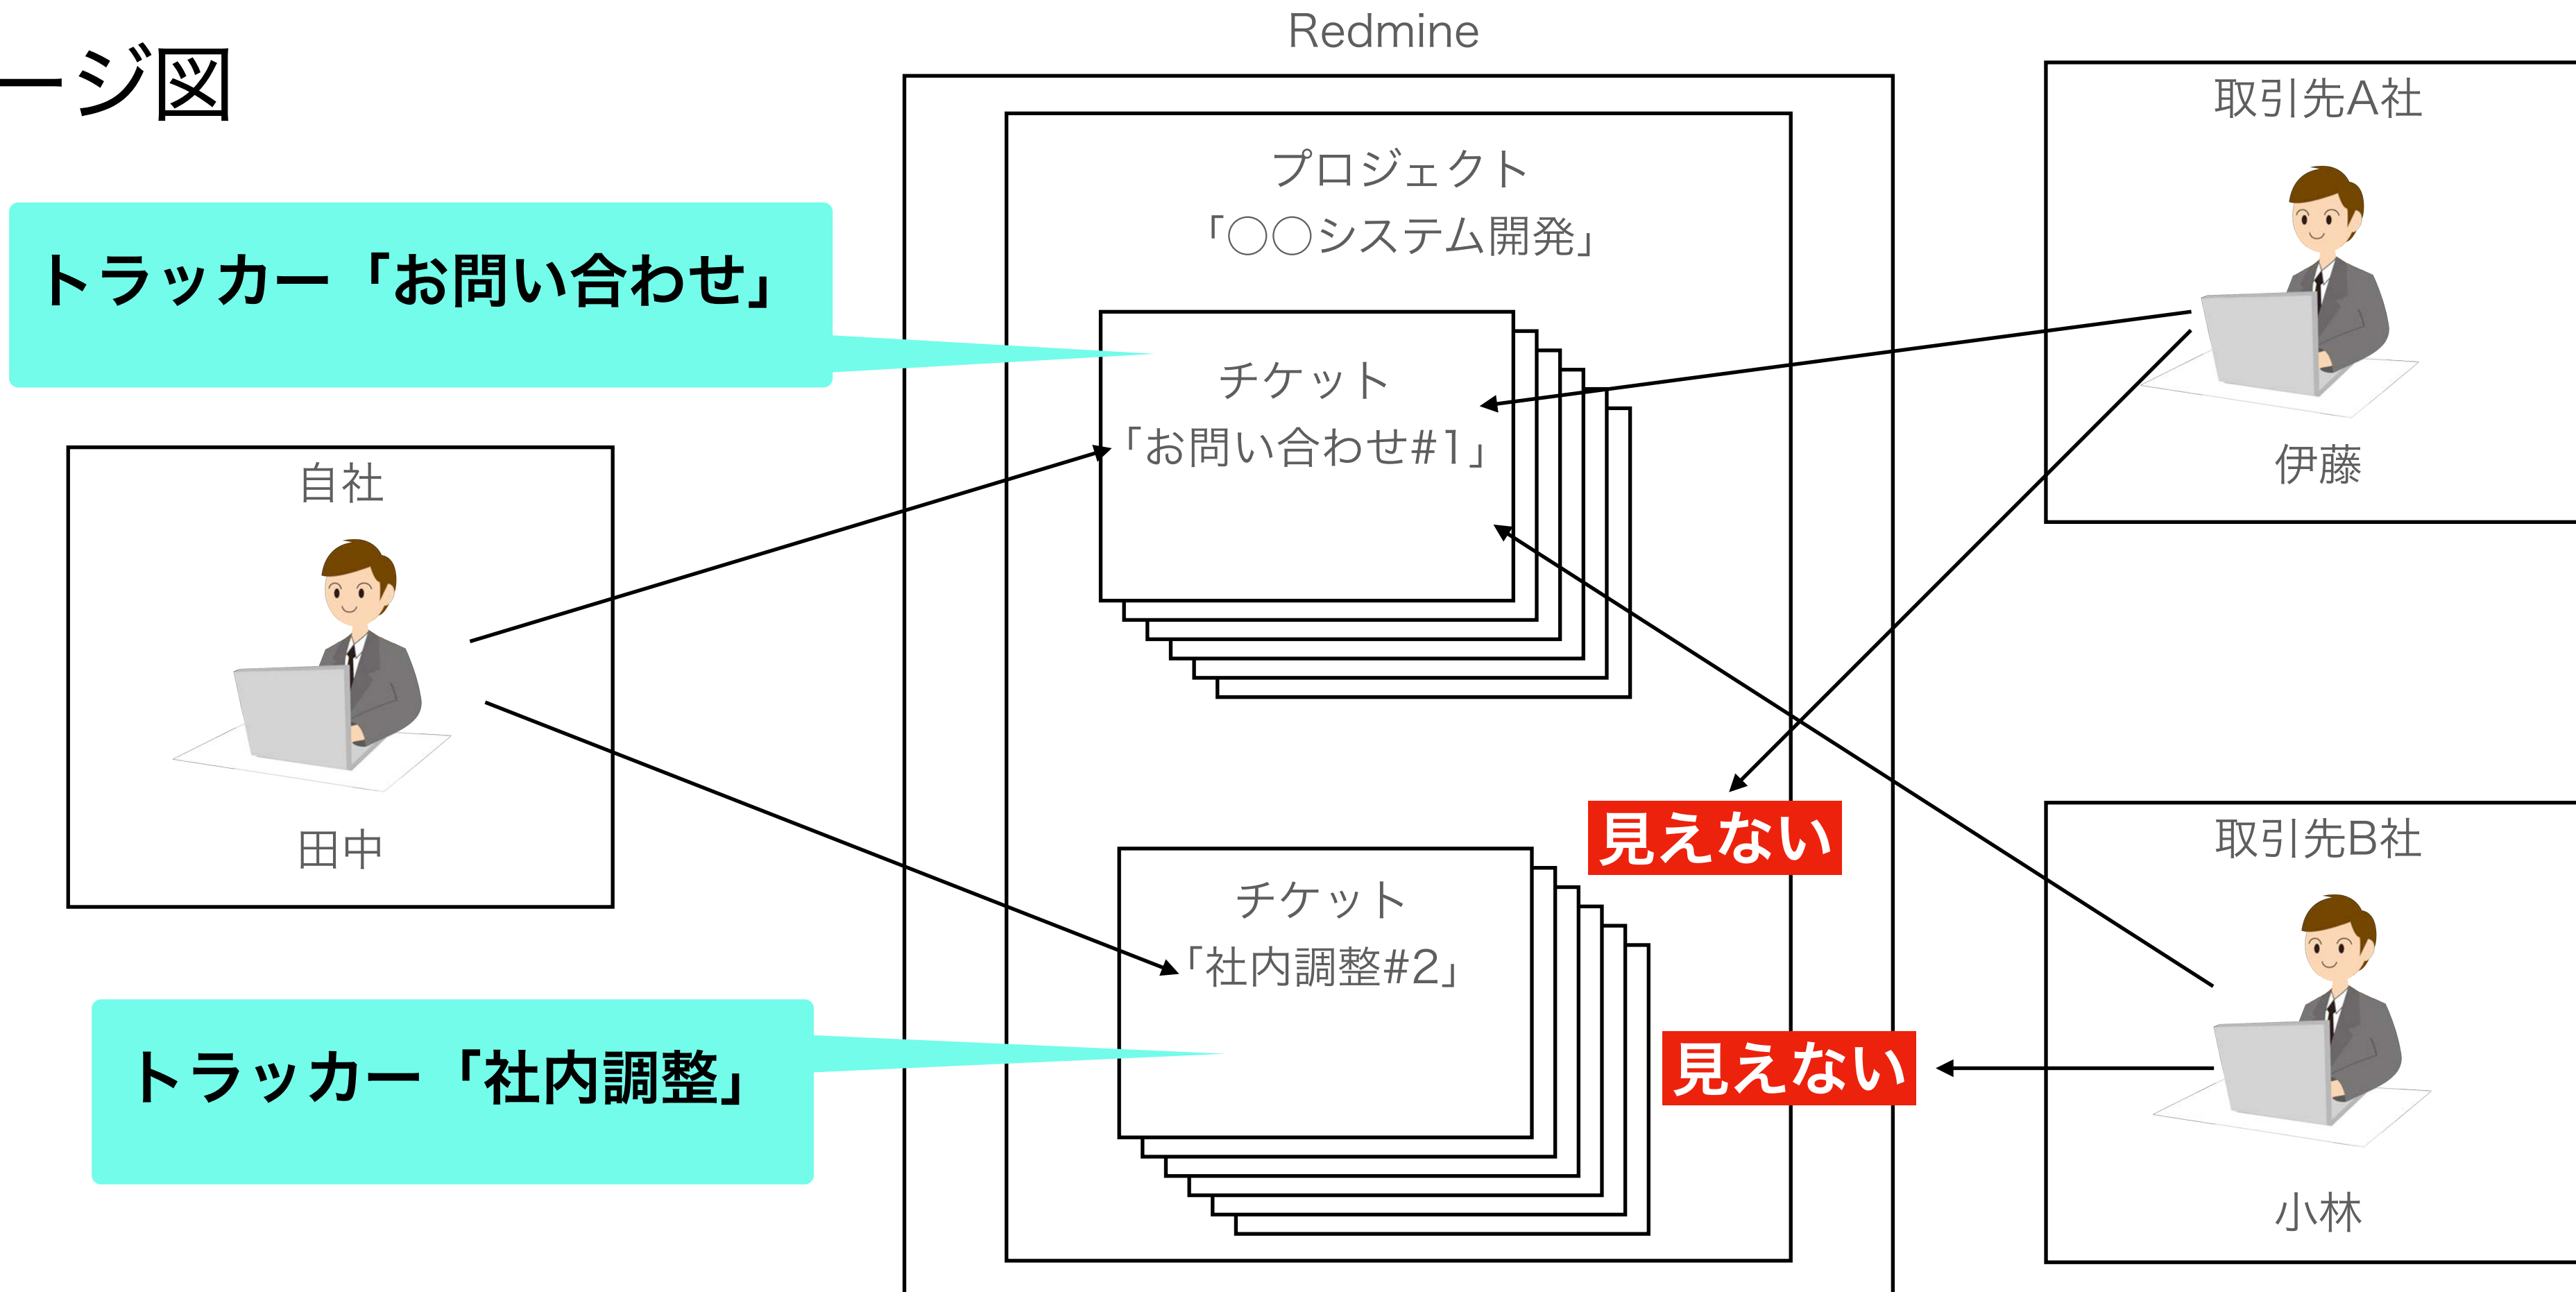 ージ図
Redmine
プロジェクト
「○○システム開発」
トラッカー「お問い合わせ」
チケット
「お問い合わせ#1」
自社
田中
チケット
「社内調整#2」
トラッカー「社内調整」
見えない
見えない
取引先A社
伊藤
取引先B社
小林